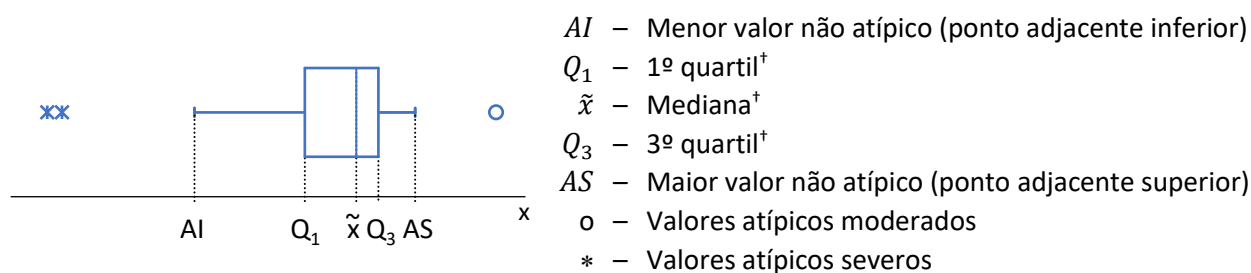 AI – Menor valor não atípico (ponto adjacente inferior)
Q₁ – 1º quartil†
x̃ – Mediana†
Q₃ – 3º quartil†
AS – Maior valor não atípico (ponto adjacente superior)
o – Valores atípicos moderados
* – Valores atípicos severos
AI Q₁ x̃ Q₃ AS x